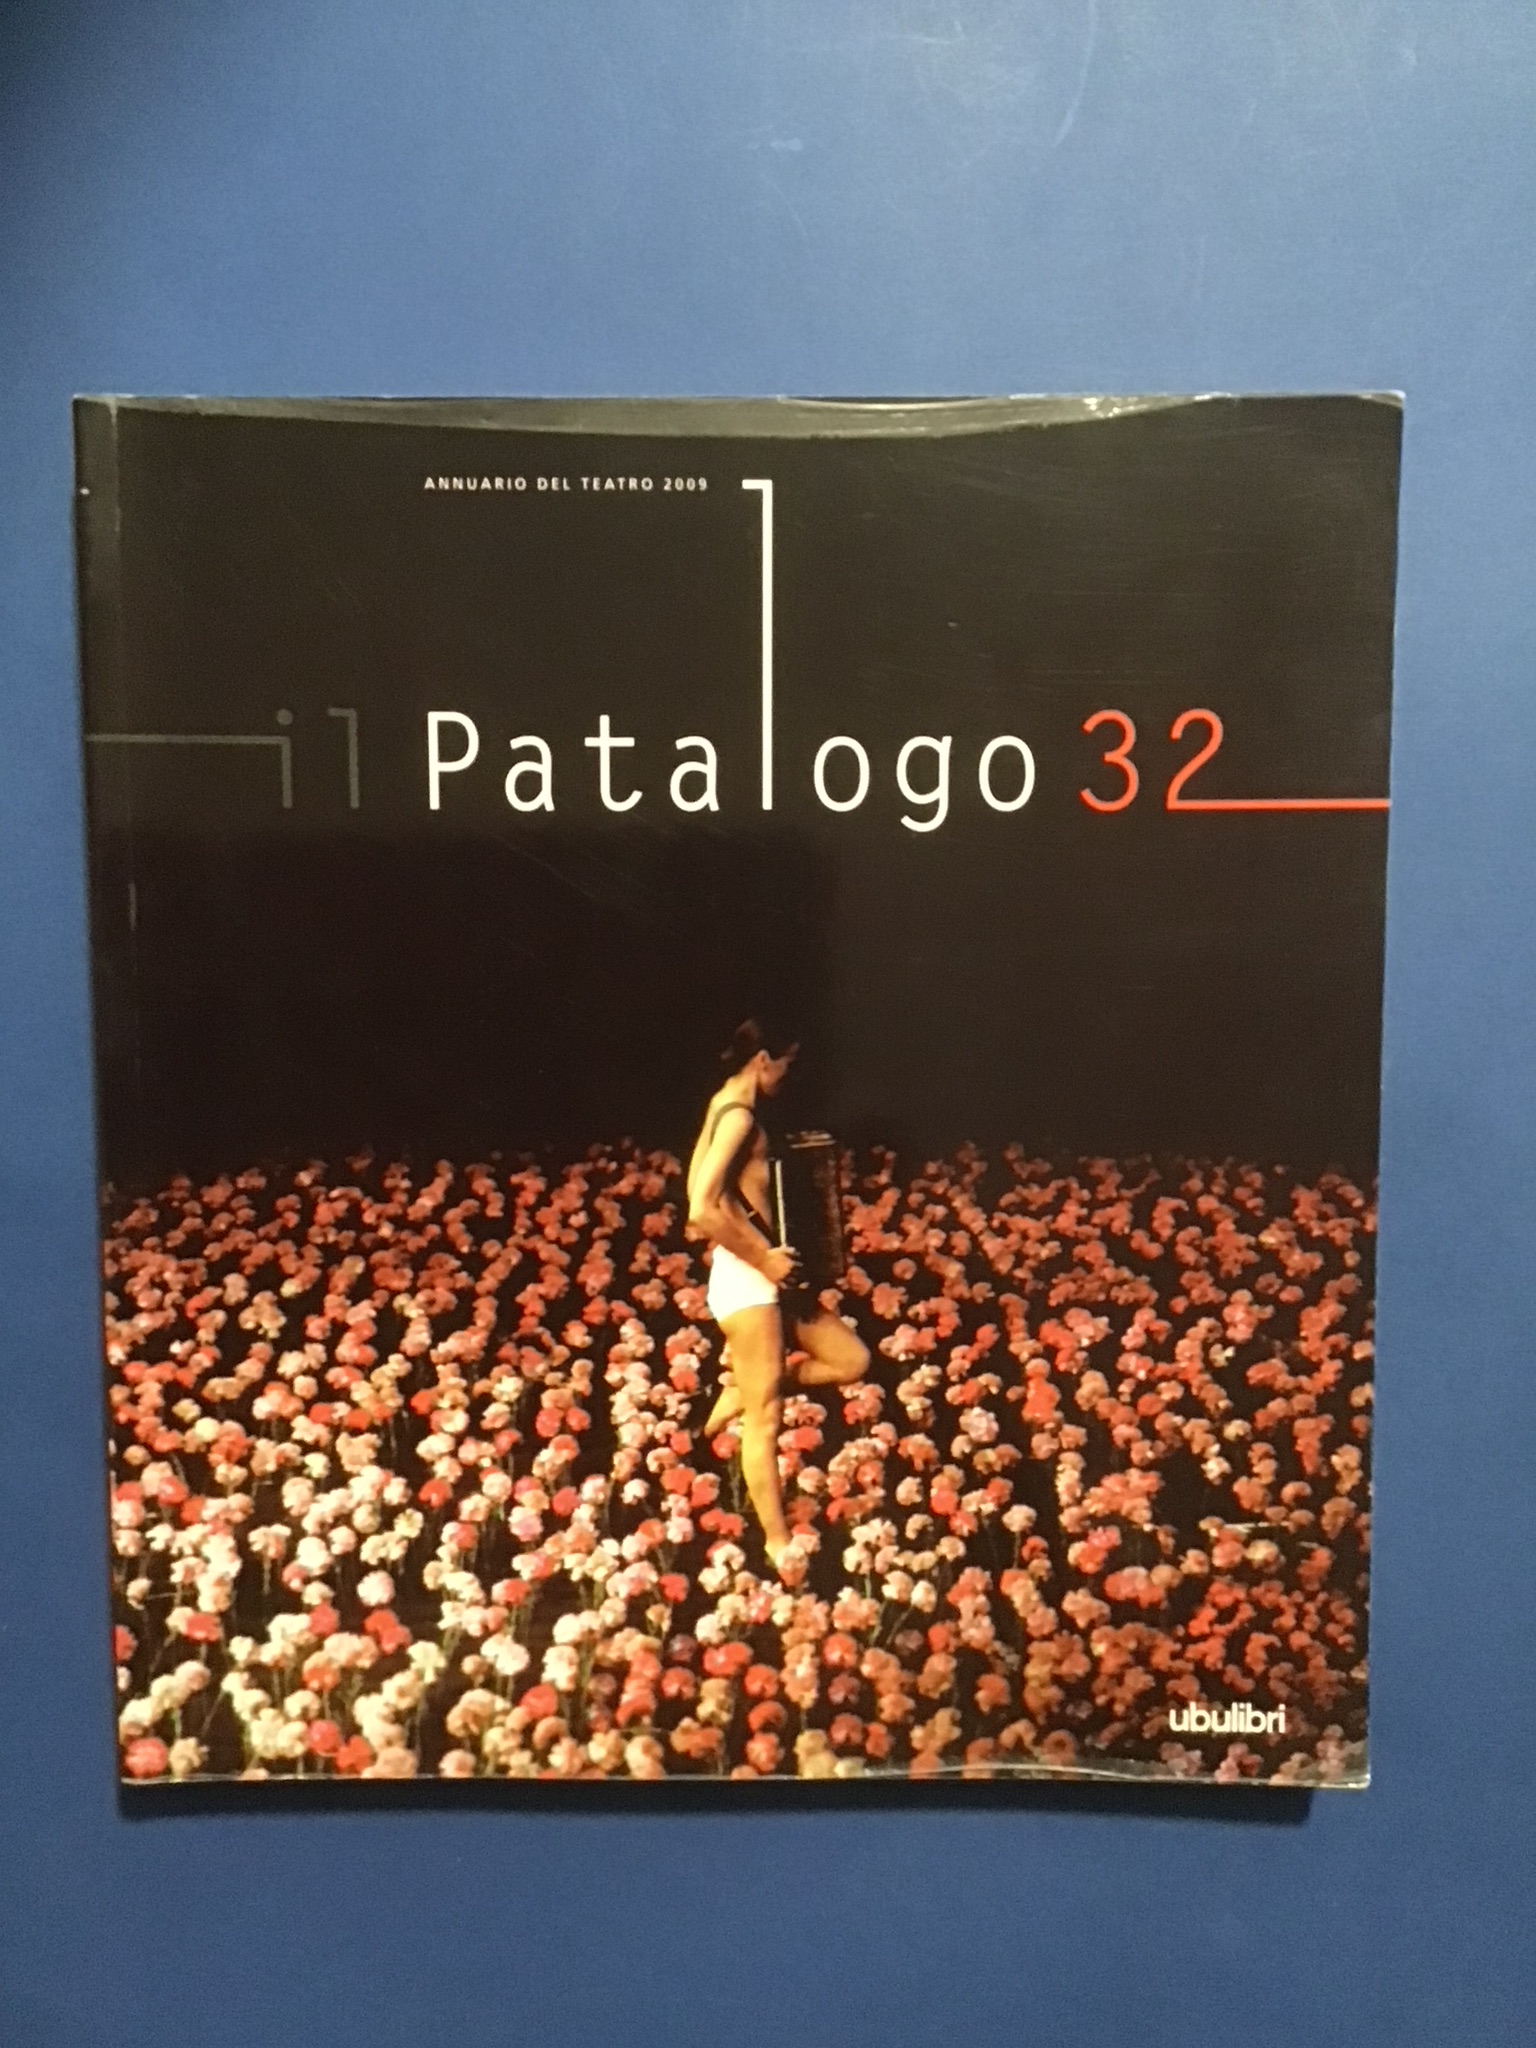 ANNUARIO DEL TEATRO 2009
il Patalogo 32
ubulibri